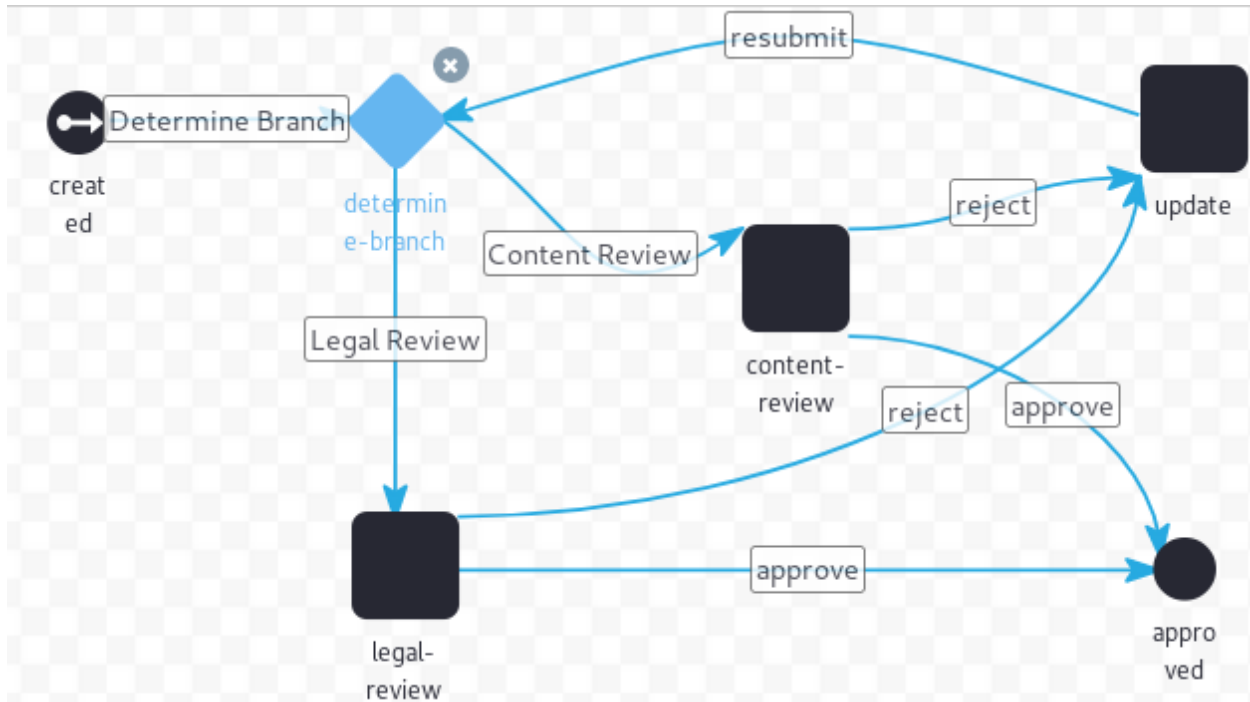 resubmit
Determine Branch
creat
ed
determin
e-branch
reject
update
Content Review
Legal Review
content-
review
reject
approve
approve
legal-
review
appro
ved